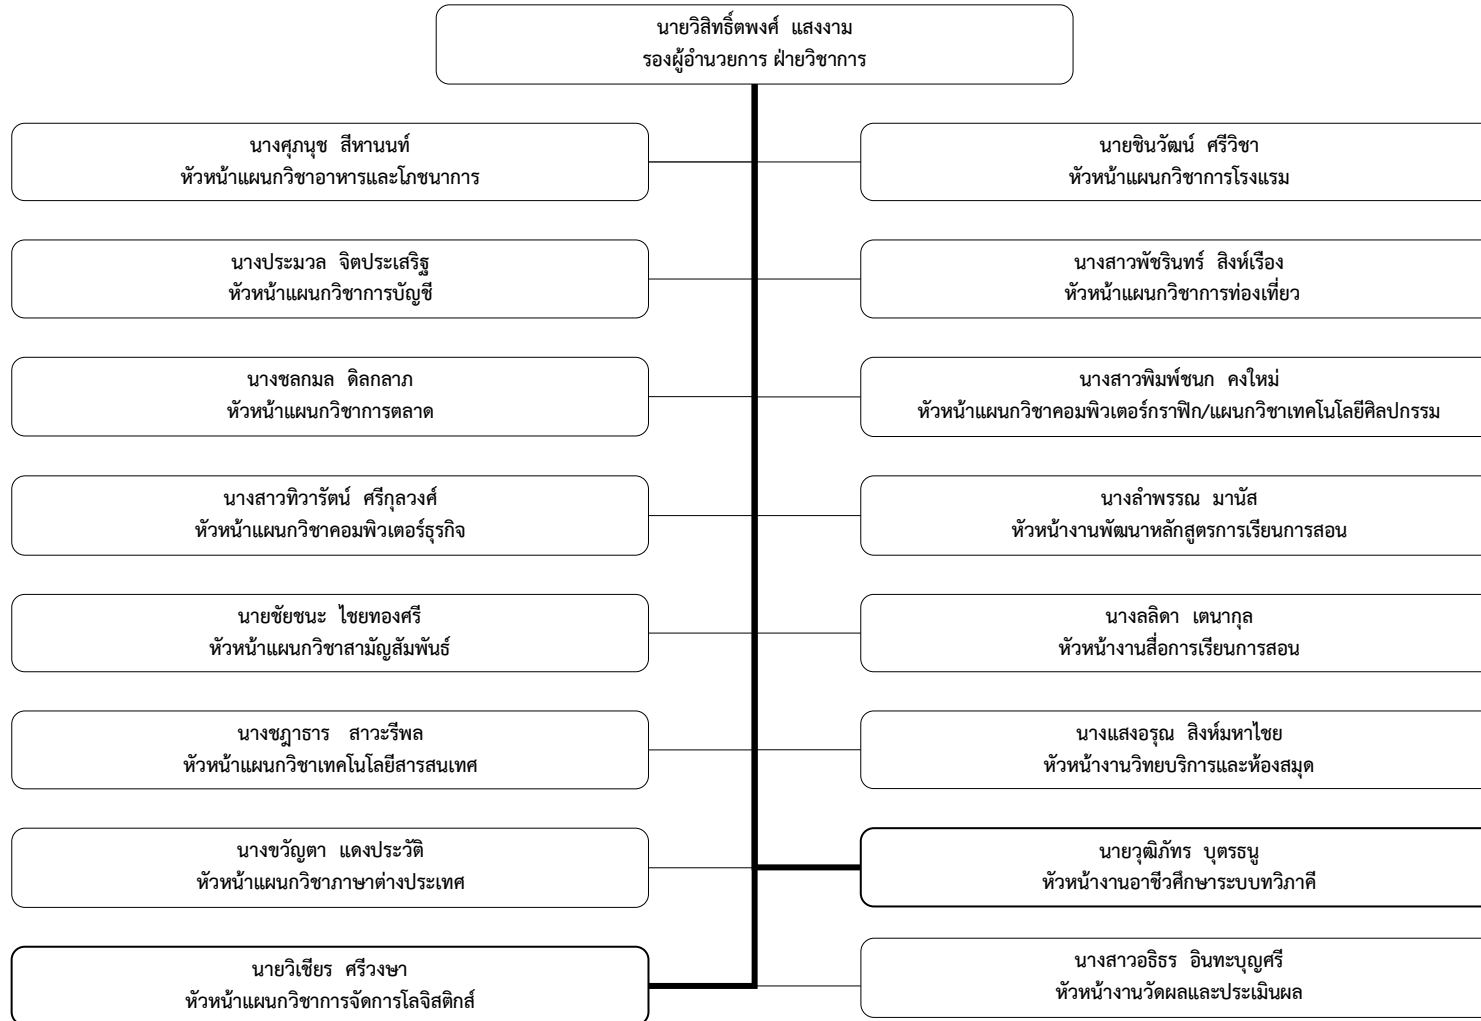 นายวิสิทธิ์ตพงศ์ แสงงาม
รองผู้อำนวยการ ฝ่ายวิชาการ
นางศุภนุช สีหานนท์
หัวหน้าแผนกวิชาอาหารและโภชนาการ
นายชินวัฒน์ ศรีวิชา
หัวหน้าแผนกวิชาการโรงแรม
นางประมวล จิตประเสริฐ
หัวหน้าแผนกวิชาการบัญชี
นางสาวพัชรินทร์ สิงห์เรือง
หัวหน้าแผนกวิชาการท่องเที่ยว
นางชลกมล ดิลกลาภ
หัวหน้าแผนกวิชาการตลาด
นางสาวพิมพ์ชนก คงใหม่
หัวหน้าแผนกวิชาคอมพิวเตอร์กราฟิก/แผนกวิชาเทคโนโลยีศิลปกรรม
นางสาวทิวารัตน์ ศรีกุลวงศ์
หัวหน้าแผนกวิชาคอมพิวเตอร์ธุรกิจ
นางลำพรรณ มานัส
หัวหน้างานพัฒนาหลักสูตรการเรียนการสอน
นายชัยชนะ ไชยทองศรี
หัวหน้าแผนกวิชาสามัญสัมพันธ์
นางลลิดา เตนากุล
หัวหน้างานสื่อการเรียนการสอน
นางชฎาธาร สาวะรีพล
หัวหน้าแผนกวิชาเทคโนโลยีสารสนเทศ
นางแสงอรุณ สิงห์มหาไชย
หัวหน้างานวิทยบริการและห้องสมุด
นางขวัญตา แดงประวัติ
หัวหน้าแผนกวิชาภาษาต่างประเทศ
นายวุฒิภัทร บุตรธนู
หัวหน้างานอาชีวศึกษาระบบทวิภาคี
นายวิเชียร ศรีวงษา
หัวหน้าแผนกวิชาการจัดการโลจิสติกส์
นางสาวอธิธร อินทะบุญศรี
หัวหน้างานวัดผลและประเมินผล